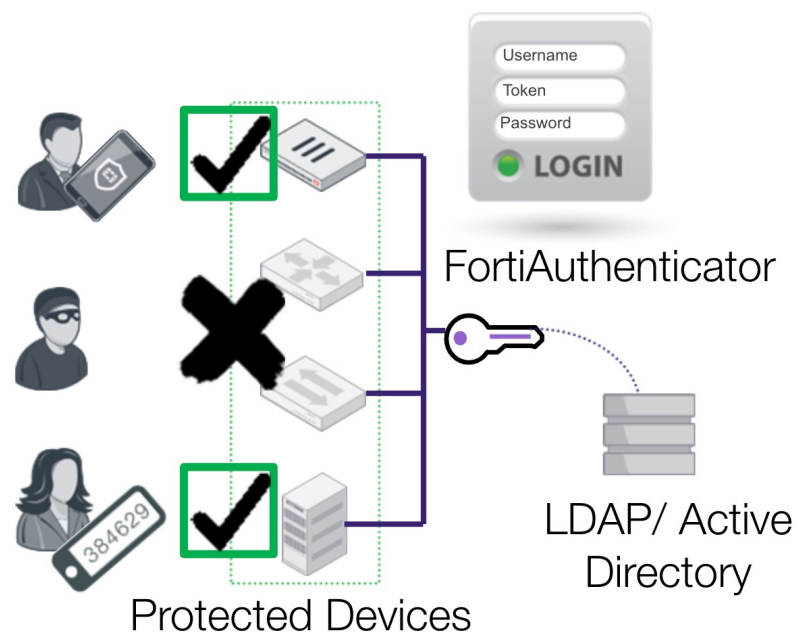 Username
Token
Password
LOGIN
FortiAuthenticator
384629
LDAP/ Active
Directory
Protected Devices